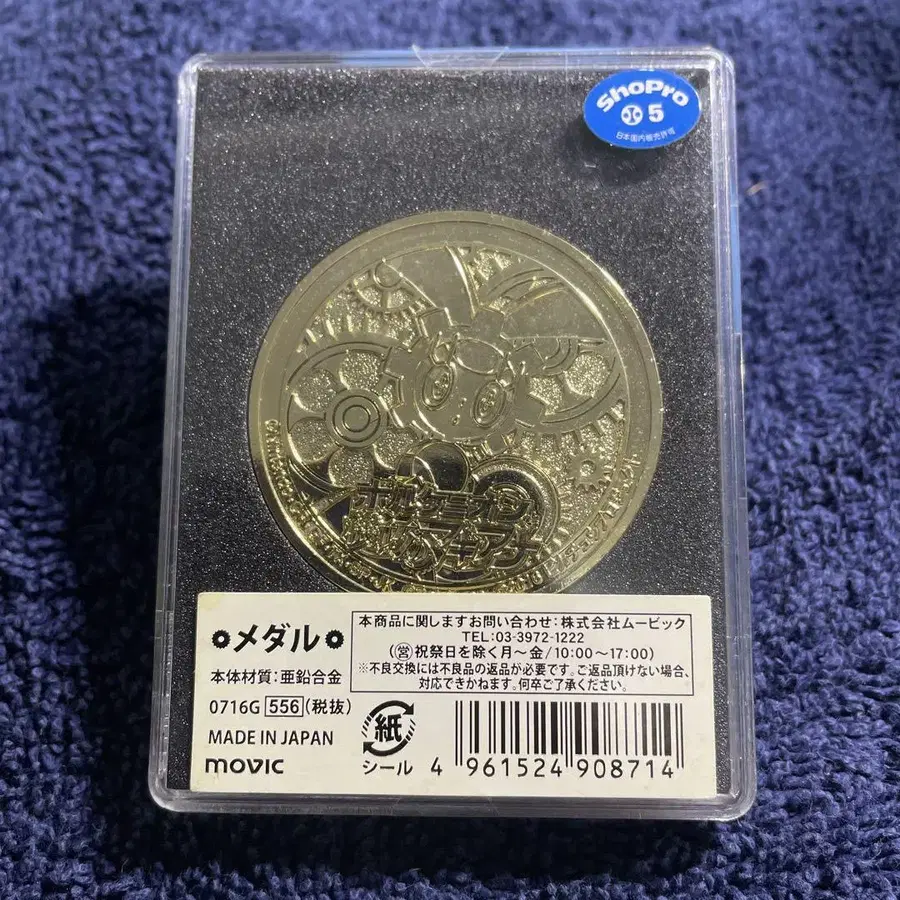 ShoPro
5
日本国内販売許可
ボルケニオン
メダル
本体材質:亜鉛合金
0716G 556 (税抜)
MADE IN JAPAN
movic
本商品に関しますお問い合わせ:株式会社ムービック
TEL:03-3972-1222
(営祝祭日を除く月～金/10:00～17:00)
※不良交換には不良品の返品が必要です。ご返品頂けない場合、
対応できかねます。何卒ご了承ください。
紙
シール
4 961524 908714